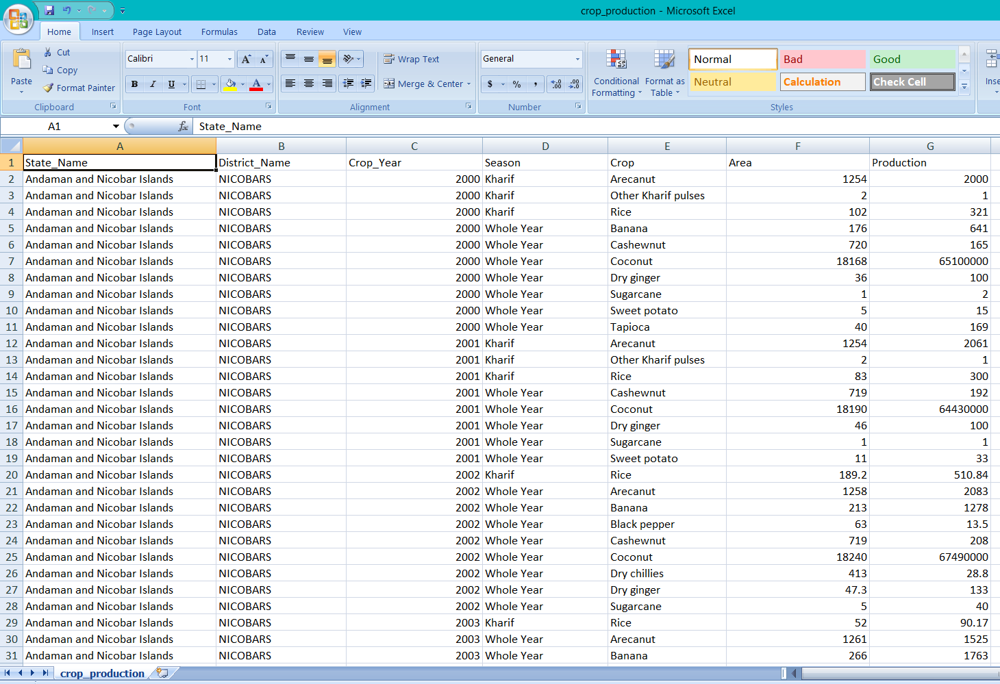 crop_production - Microsoft Excel
Home Insert Page Layout Formulas Data Review View
Paste
Cut
Copy
Format Painter
Clipboard
Calibri 11
B I U A
Font
Wrap Text
Merge & Center
Alignment
General
$ % ,
Number
Conditional Formatting
Format as Table
Normal Bad Good
Neutral Calculation Check Cell
Styles
Inse
A1 fx State_Name
A B C D E F G
1 State_Name District_Name Crop_Year Season Crop Area Production
2 Andaman and Nicobar Islands NICOBARS 2000 Kharif Arecanut 1254 2000
3 Andaman and Nicobar Islands NICOBARS 2000 Kharif Other Kharif pulses 2 1
4 Andaman and Nicobar Islands NICOBARS 2000 Kharif Rice 102 321
5 Andaman and Nicobar Islands NICOBARS 2000 Whole Year Banana 176 641
6 Andaman and Nicobar Islands NICOBARS 2000 Whole Year Cashewnut 720 165
7 Andaman and Nicobar Islands NICOBARS 2000 Whole Year Coconut 18168 65100000
8 Andaman and Nicobar Islands NICOBARS 2000 Whole Year Dry ginger 36 100
9 Andaman and Nicobar Islands NICOBARS 2000 Whole Year Sugarcane 1 2
10 Andaman and Nicobar Islands NICOBARS 2000 Whole Year Sweet potato 5 15
11 Andaman and Nicobar Islands NICOBARS 2000 Whole Year Tapioca 40 169
12 Andaman and Nicobar Islands NICOBARS 2001 Kharif Arecanut 1254 2061
13 Andaman and Nicobar Islands NICOBARS 2001 Kharif Other Kharif pulses 2 1
14 Andaman and Nicobar Islands NICOBARS 2001 Kharif Rice 83 300
15 Andaman and Nicobar Islands NICOBARS 2001 Whole Year Cashewnut 719 192
16 Andaman and Nicobar Islands NICOBARS 2001 Whole Year Coconut 18190 64430000
17 Andaman and Nicobar Islands NICOBARS 2001 Whole Year Dry ginger 46 100
18 Andaman and Nicobar Islands NICOBARS 2001 Whole Year Sugarcane 1 1
19 Andaman and Nicobar Islands NICOBARS 2001 Whole Year Sweet potato 11 33
20 Andaman and Nicobar Islands NICOBARS 2002 Kharif Rice 189.2 510.84
21 Andaman and Nicobar Islands NICOBARS 2002 Whole Year Arecanut 1258 2083
22 Andaman and Nicobar Islands NICOBARS 2002 Whole Year Banana 213 1278
23 Andaman and Nicobar Islands NICOBARS 2002 Whole Year Black pepper 63 13.5
24 Andaman and Nicobar Islands NICOBARS 2002 Whole Year Cashewnut 719 208
25 Andaman and Nicobar Islands NICOBARS 2002 Whole Year Coconut 18240 67490000
26 Andaman and Nicobar Islands NICOBARS 2002 Whole Year Dry chillies 413 28.8
27 Andaman and Nicobar Islands NICOBARS 2002 Whole Year Dry ginger 47.3 133
28 Andaman and Nicobar Islands NICOBARS 2002 Whole Year Sugarcane 5 40
29 Andaman and Nicobar Islands NICOBARS 2003 Kharif Rice 52 90.17
30 Andaman and Nicobar Islands NICOBARS 2003 Whole Year Arecanut 1261 1525
31 Andaman and Nicobar Islands NICOBARS 2003 Whole Year Banana 266 1763
crop_production